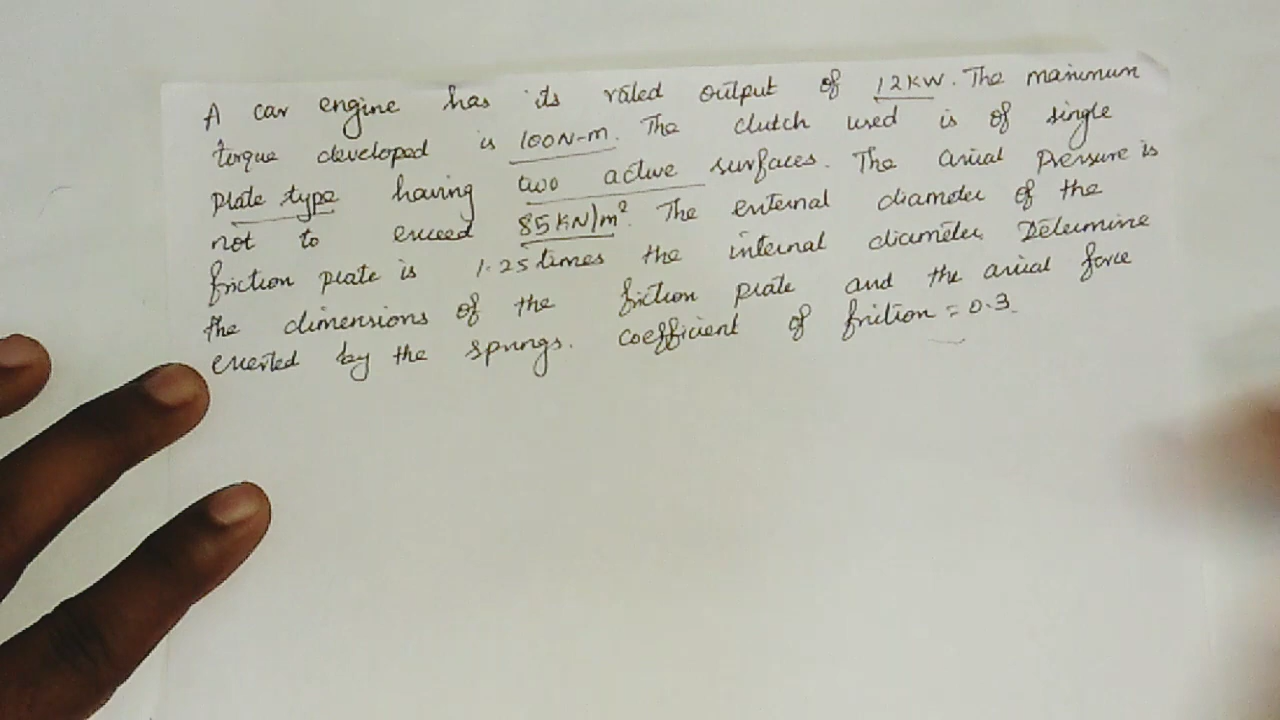 A car engine has its rated output of 12KW. The maximum
torque developed is 100N-m. The clutch used is of single
plate type having two active surfaces. The axial pressure is
not to exceed 85KN/m². The external diameter of the
friction plate is 1.25 times the internal diameter. Determine
the dimensions of the friction plate and the axial force
exerted by the springs. Coefficient of friction = 0.3.